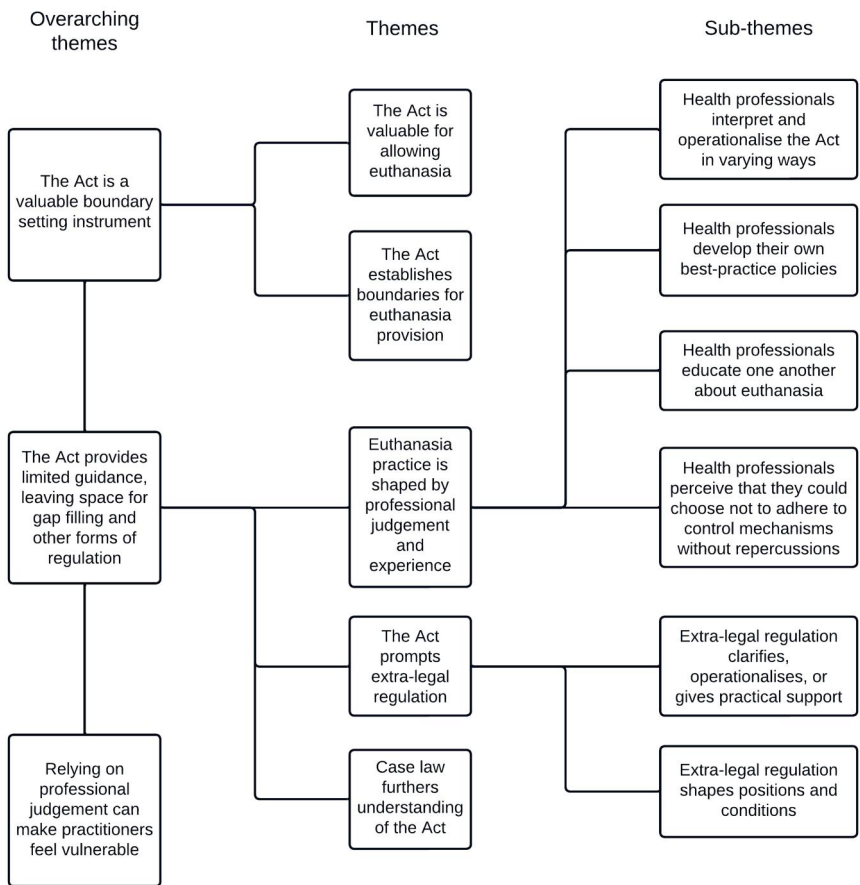 Overarching
themes
Themes
Sub-themes
The Act is a
valuable boundary
setting instrument
The Act provides
limited guidance,
leaving space for
gap filling and
other forms of
regulation
Relying on
professional
judgement can
make practitioners
feel vulnerable
The Act is
valuable for
allowing
euthanasia
The Act
establishes
boundaries for
euthanasia
provision
Euthanasia
practice is
shaped by
professional
judgement
and
experience
The Act
prompts
extra-legal
regulation
Case law
furthers
understanding
of the Act
Health professionals
interpret and
operationalise the Act
in varying ways
Health professionals
develop their own
best-practice policies
Health professionals
educate one another
about euthanasia
Health professionals
perceive that they could
choose not to adhere to
control mechanisms
without repercussions
Extra-legal regulation
clarifies,
operationalises, or
gives practical support
Extra-legal regulation
shapes positions and
conditions